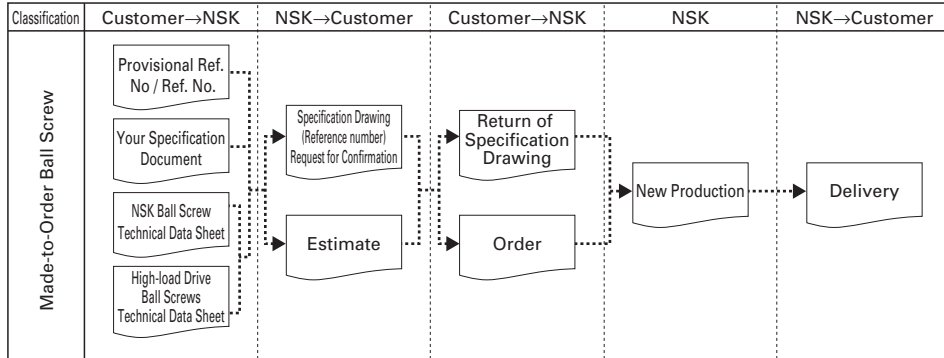 Classification
Customer→NSK
NSK→Customer
Customer→NSK
NSK
NSK→Customer
Made-to-Order Ball Screw
Provisional Ref.
No / Ref. No.
Your Specification
Document
NSK Ball Screw
Technical Data Sheet
High-load Drive
Ball Screws
Technical Data Sheet
Specification Drawing
(Reference number)
Request for Confirmation
Estimate
Return of
Specification
Drawing
Order
New Production
Delivery